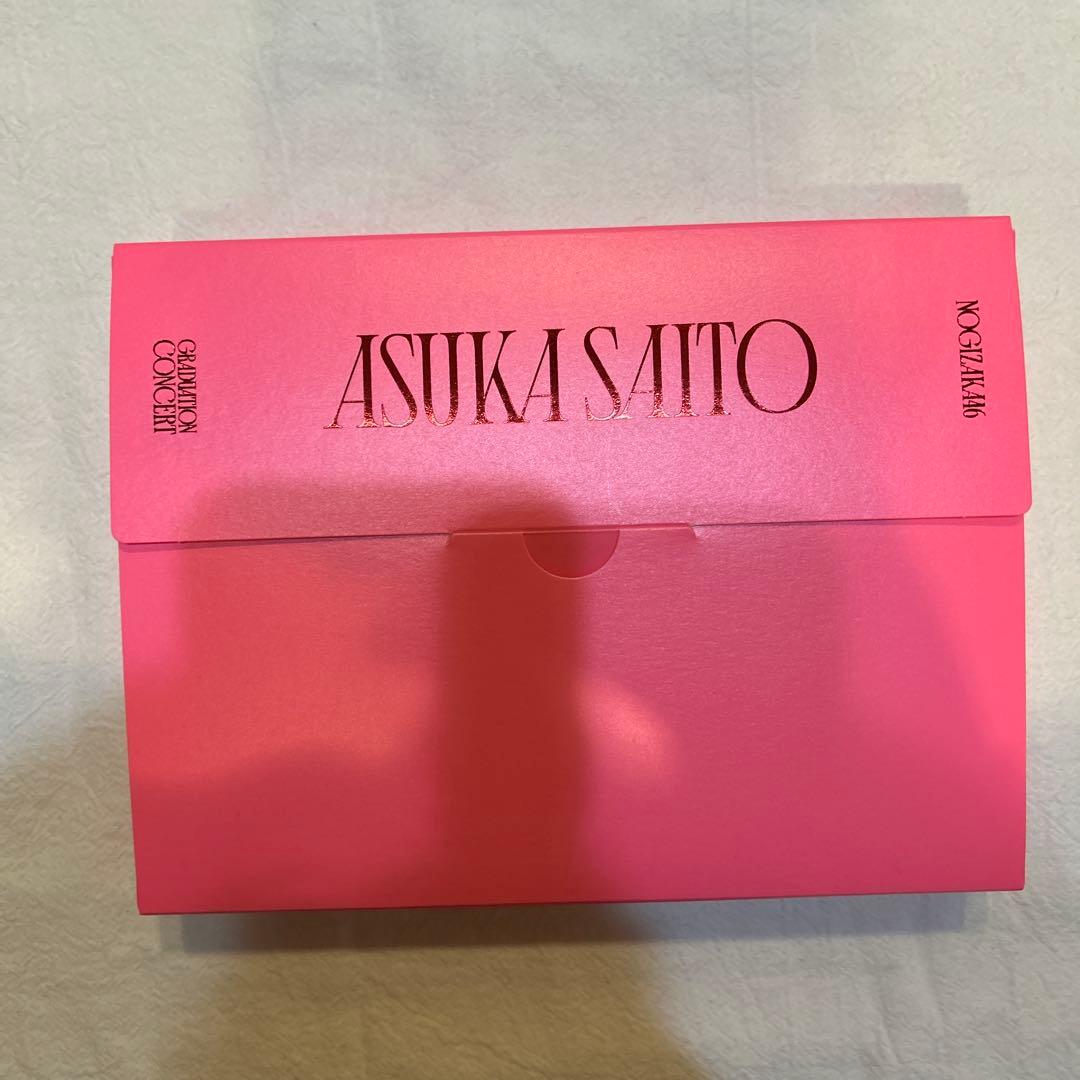 GRADUATION
CONCERT
ASUKA SAITO
NOGIZAKA46